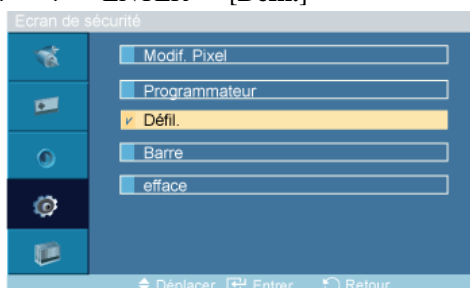 Ecran de sécurité
Modif. Pixel
Programmateur
Défil.
Barre
efface
Déplacer Entrer Retour